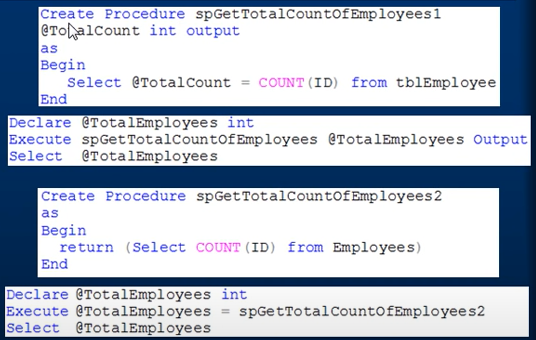 Create Procedure spGetTotalCountOfEmployees1
@TotalCount int output
as
Begin
Select @TotalCount = COUNT(ID) from tblEmployee
End
Declare @TotalEmployees int
Execute spGetTotalCountOfEmployees @TotalEmployees Output
Select @TotalEmployees
Create Procedure spGetTotalCountOfEmployees2
as
Begin
return (Select COUNT(ID) from Employees)
End
Declare @TotalEmployees int
Execute @TotalEmployees = spGetTotalCountOfEmployees2
Select @TotalEmployees